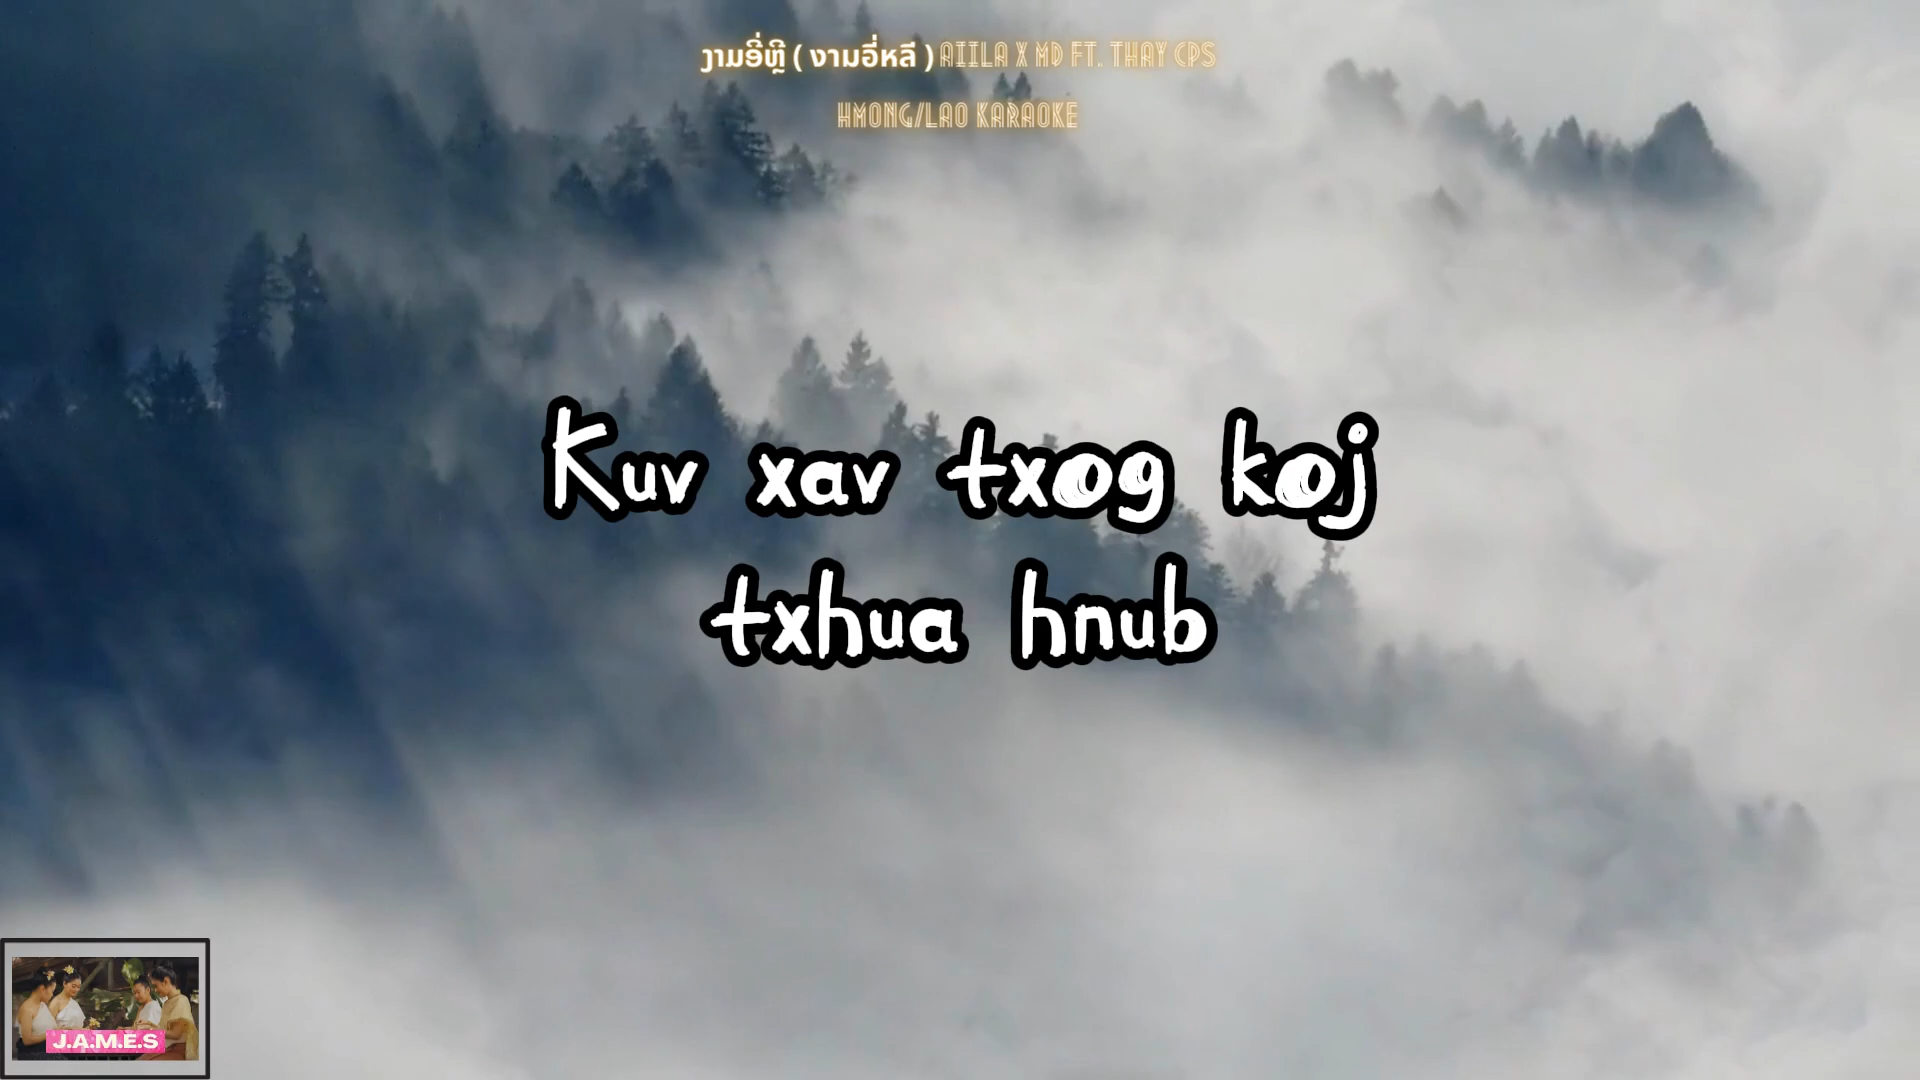 ງາມອີ່ຫຼີ ( งามอี่หลี ) AIILA X MD FT. THAY CPS
HMONG/LAO KARAOKE
Kuv xav txog koj
txhua hnub
J.A.M.E.S